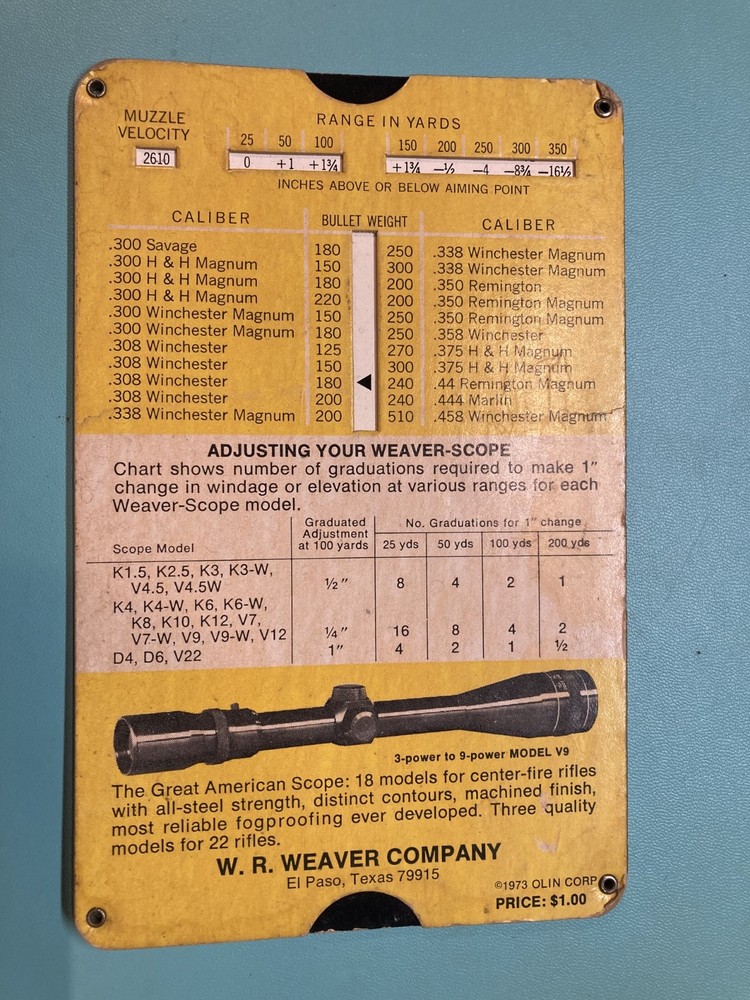 MUZZLE VELOCITY
2610
RANGE IN YARDS
25 50 100 150 200 250 300 350
0 +1 +1¾ +1¾ –½ –4 –8¾ –16½
INCHES ABOVE OR BELOW AIMING POINT
CALIBER BULLET WEIGHT CALIBER
.300 Savage 180 250 .338 Winchester Magnum
.300 H & H Magnum 150 300 .338 Winchester Magnum
.300 H & H Magnum 180 200 .350 Remington
.300 H & H Magnum 220 200 .350 Remington Magnum
.300 Winchester Magnum 150 250 .350 Remington Magnum
.300 Winchester Magnum 180 250 .358 Winchester
.308 Winchester 125 270 .375 H & H Magnum
.308 Winchester 150 300 .375 H & H Magnum
.308 Winchester 180 ◀ 240 .44 Remington Magnum
.308 Winchester 200 240 .444 Marlin
.338 Winchester Magnum 200 510 .458 Winchester Magnum
ADJUSTING YOUR WEAVER-SCOPE
Chart shows number of graduations required to make 1″
change in windage or elevation at various ranges for each
Weaver-Scope model.
Scope Model
Graduated
Adjustment
at 100 yards
No. Graduations for 1″ change
25 yds 50 yds 100 yds 200 yds
K1.5, K2.5, K3, K3-W,
V4.5, V4.5W ½″ 8 4 2 1
K4, K4-W, K6, K6-W,
K8, K10, K12, V7,
V7-W, V9, V9-W, V12 ¼″ 16 8 4 2
D4, D6, V22 1″ 4 2 1 ½
3-power to 9-power MODEL V9
The Great American Scope: 18 models for center-fire rifles
with all-steel strength, distinct contours, machined finish,
most reliable fogproofing ever developed. Three quality
models for 22 rifles.
W. R. WEAVER COMPANY
El Paso, Texas 79915
©1973 OLIN CORP
PRICE: $1.00